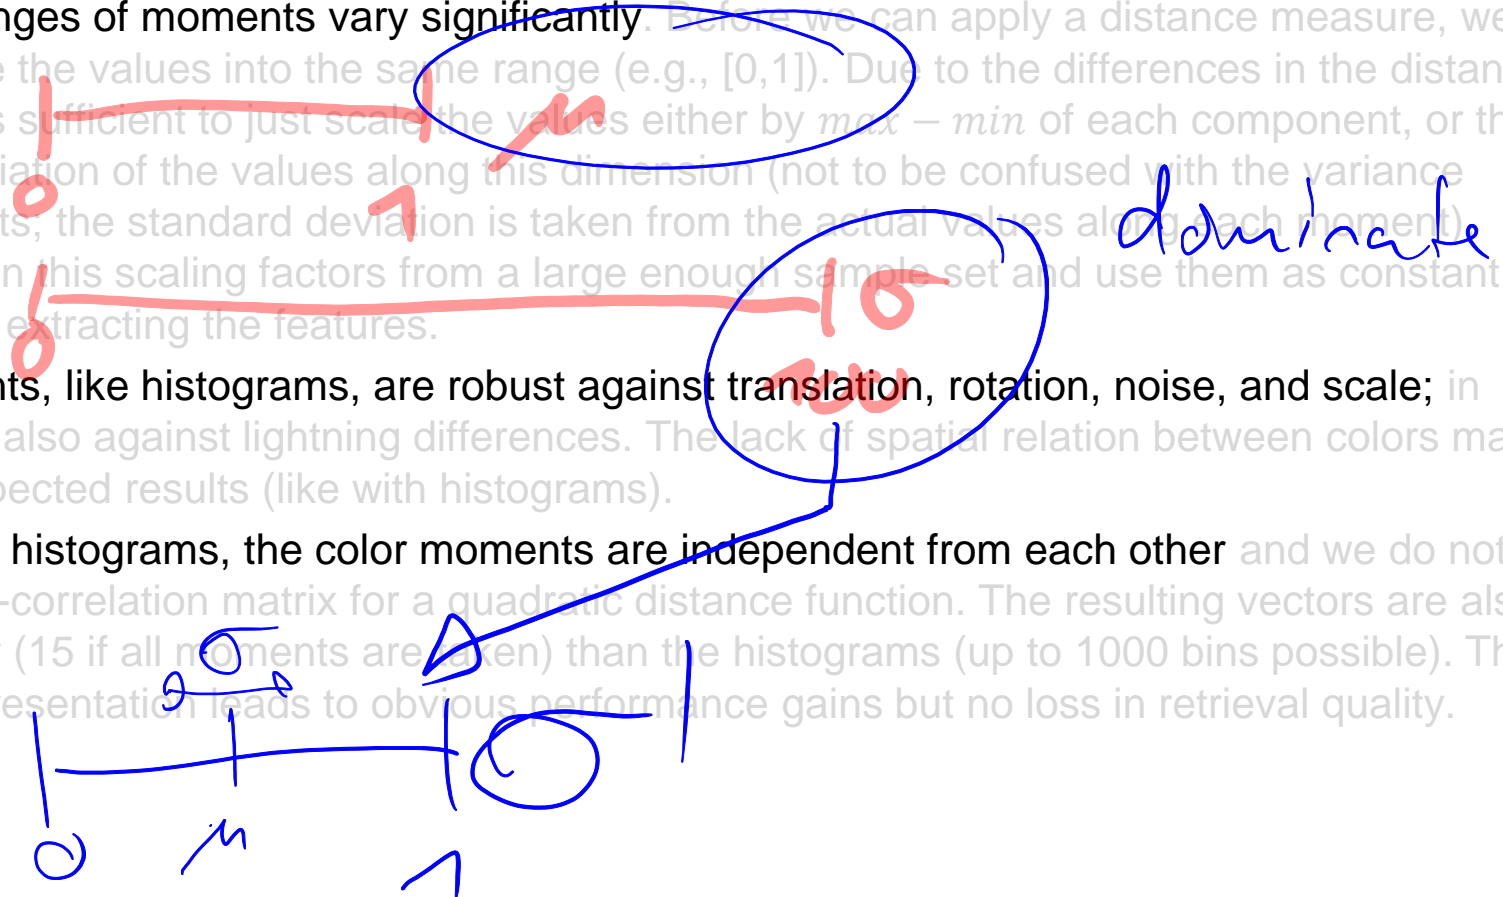 nges of moments vary significantly. Before we can apply a distance measure, we
e the values into the same range (e.g., [0,1]). Due to the differences in the distan
s sufficient to just scale the values either by max − min of each component, or th
μ
iation of the values along this dimension (not to be confused with the variance
0 1
dominate
ts; the standard deviation is taken from the actual values along each moment).
n this scaling factors from a large enough sample set and use them as constant
σ
extracting the features.
0
nts, like histograms, are robust against translation, rotation, noise, and scale; in
100
also against lightning differences. The lack of spatial relation between colors ma
pected results (like with histograms).
histograms, the color moments are independent from each other and we do not
-correlation matrix for a quadratic distance function. The resulting vectors are als
r (15 if all moments are taken) than the histograms (up to 1000 bins possible). Th
σ
resentation leads to obvious performance gains but no loss in retrieval quality.
σ
0 μ 1